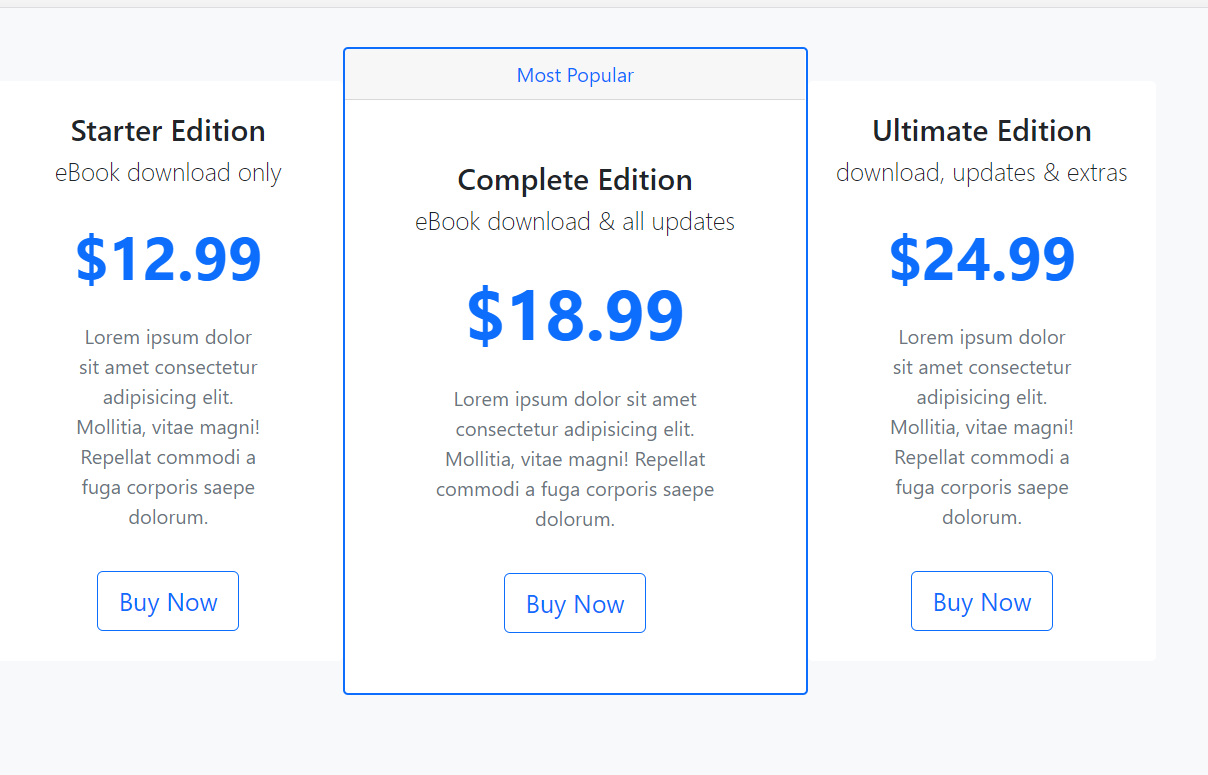 Starter Edition
eBook download only
$12.99
Lorem ipsum dolor
sit amet consectetur
adipisicing elit.
Mollitia, vitae magni!
Repellat commodi a
fuga corporis saepe
dolorum.
Buy Now
Most Popular
Complete Edition
eBook download & all updates
$18.99
Lorem ipsum dolor sit amet
consectetur adipisicing elit.
Mollitia, vitae magni! Repellat
commodi a fuga corporis saepe
dolorum.
Buy Now
Ultimate Edition
download, updates & extras
$24.99
Lorem ipsum dolor
sit amet consectetur
adipisicing elit.
Mollitia, vitae magni!
Repellat commodi a
fuga corporis saepe
dolorum.
Buy Now